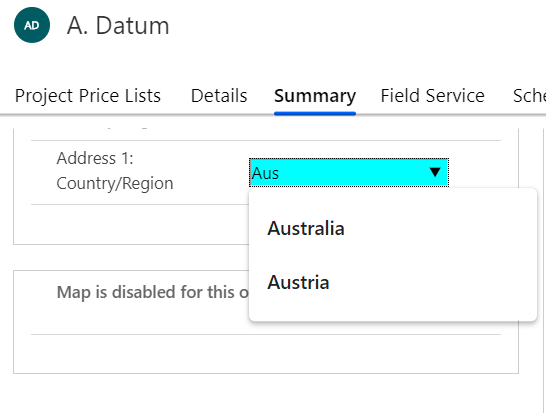 AD
A. Datum
Project Price Lists Details Summary Field Service Sche
Address 1:
Country/Region
Aus
Australia
Austria
Map is disabled for this o